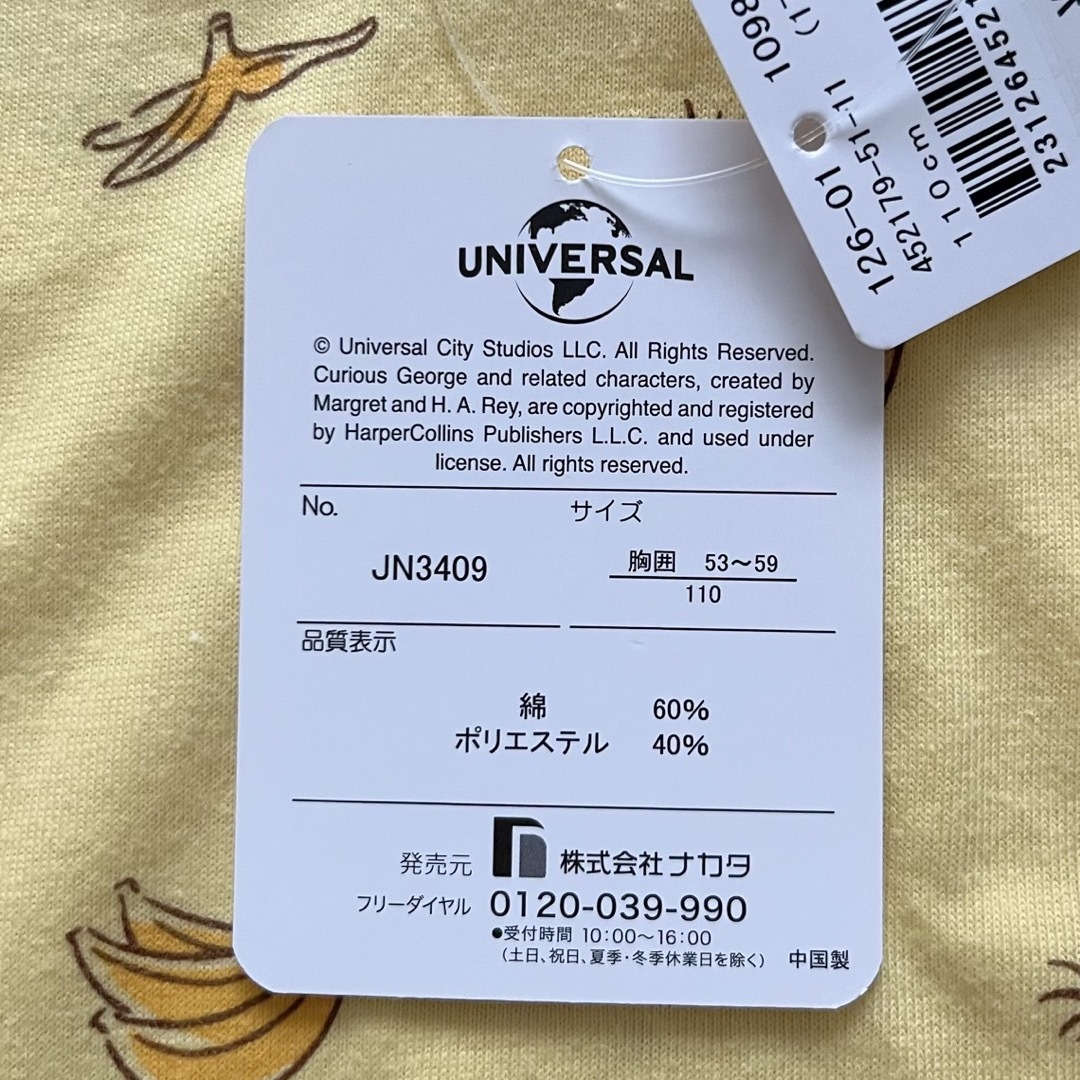 UNIVERSAL
© Universal City Studios LLC. All Rights Reserved.
Curious George and related characters, created by
Margret and H. A. Rey, are copyrighted and registered
by HarperCollins Publishers L.L.C. and used under
license. All rights reserved.
No.
サイズ
JN3409
胸囲 53〜59
110
品質表示
綿 60%
ポリエステル 40%
発売元 株式会社ナカタ
フリーダイヤル 0120-039-990
●受付時間 10:00〜16:00
(土日、祝日、夏季・冬季休業日を除く) 中国製
126-01
452179-51-11
110cm